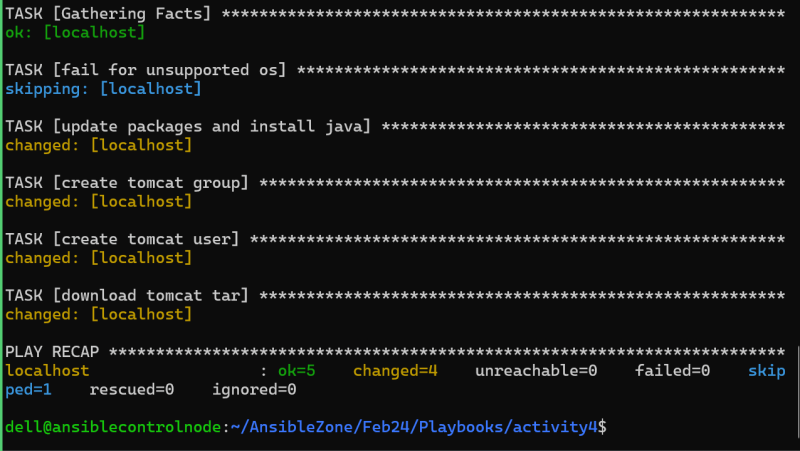 TASK [Gathering Facts] ************************************************************
ok: [localhost]
TASK [fail for unsupported os] ****************************************************
skipping: [localhost]
TASK [update packages and install java] *******************************************
changed: [localhost]
TASK [create tomcat group] ********************************************************
changed: [localhost]
TASK [create tomcat user] *********************************************************
changed: [localhost]
TASK [download tomcat tar] ********************************************************
changed: [localhost]
PLAY RECAP ************************************************************************
localhost                  : ok=5    changed=4    unreachable=0    failed=0    skip
ped=1    rescued=0    ignored=0
dell@ansiblecontrolnode:~/AnsibleZone/Feb24/Playbooks/activity4$